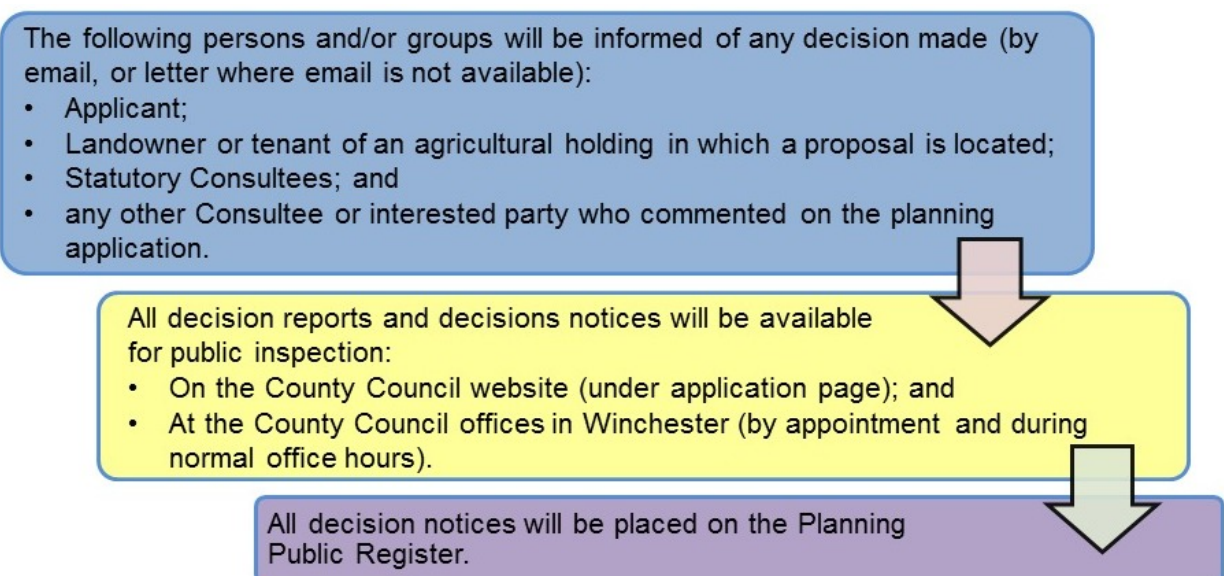 The following persons and/or groups will be informed of any decision made (by
email, or letter where email is not available):
• Applicant;
• Landowner or tenant of an agricultural holding in which a proposal is located;
• Statutory Consultees; and
• any other Consultee or interested party who commented on the planning
application.
All decision reports and decisions notices will be available
for public inspection:
• On the County Council website (under application page); and
• At the County Council offices in Winchester (by appointment and during
normal office hours).
All decision notices will be placed on the Planning
Public Register.